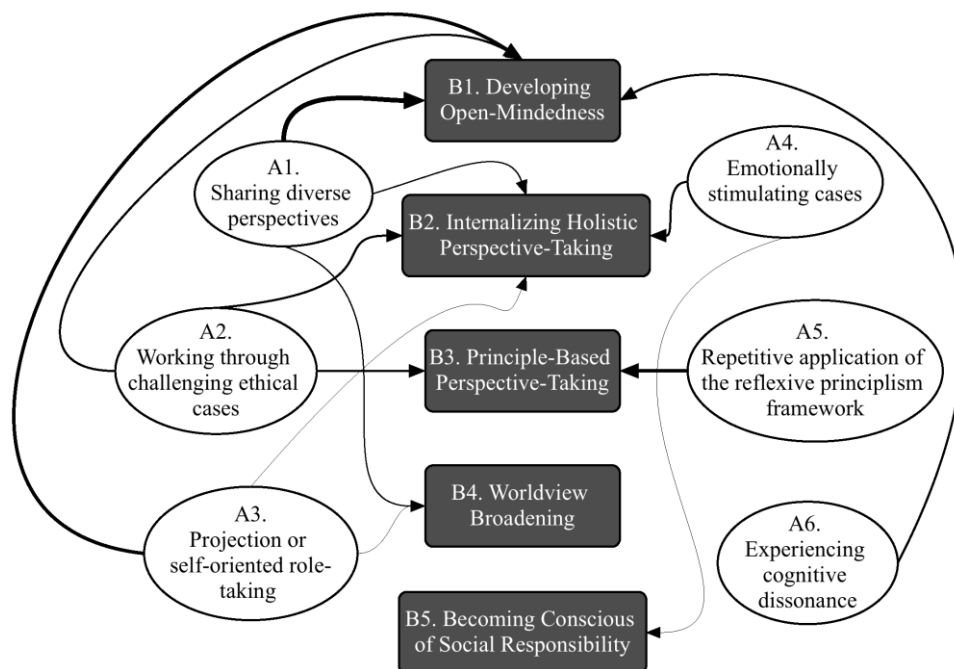 B1. Developing
Open-Mindedness
A1.
Sharing diverse
perspectives
A4.
Emotionally
stimulating cases
B2. Internalizing Holistic
Perspective-Taking
A2.
Working through
challenging ethical
cases
B3. Principle-Based
Perspective-Taking
A5.
Repetitive application of
the reflexive principlism
framework
A3.
Projection or
self-oriented role-
taking
B4. Worldview
Broadening
A6.
Experiencing
cognitive
dissonance
B5. Becoming Conscious
of Social Responsibility